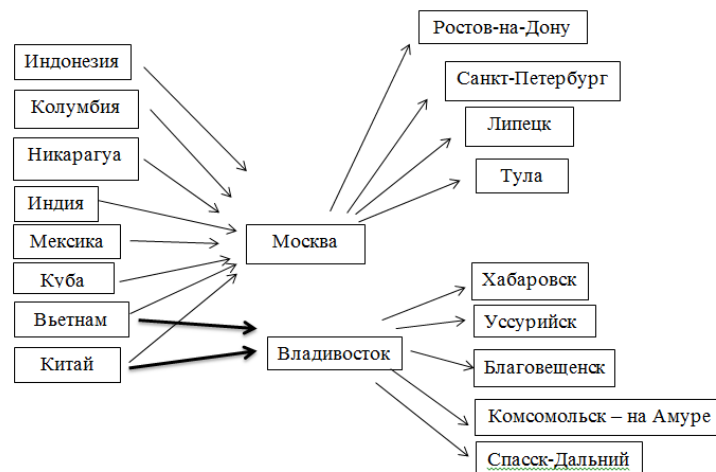 Индонезия
Колумбия
Никарагуа
Индия
Мексика
Куба
Вьетнам
Китай
Москва
Владивосток
Ростов-на-Дону
Санкт-Петербург
Липецк
Тула
Хабаровск
Уссурийск
Благовещенск
Комсомольск – на Амуре
Спасск-Дальний